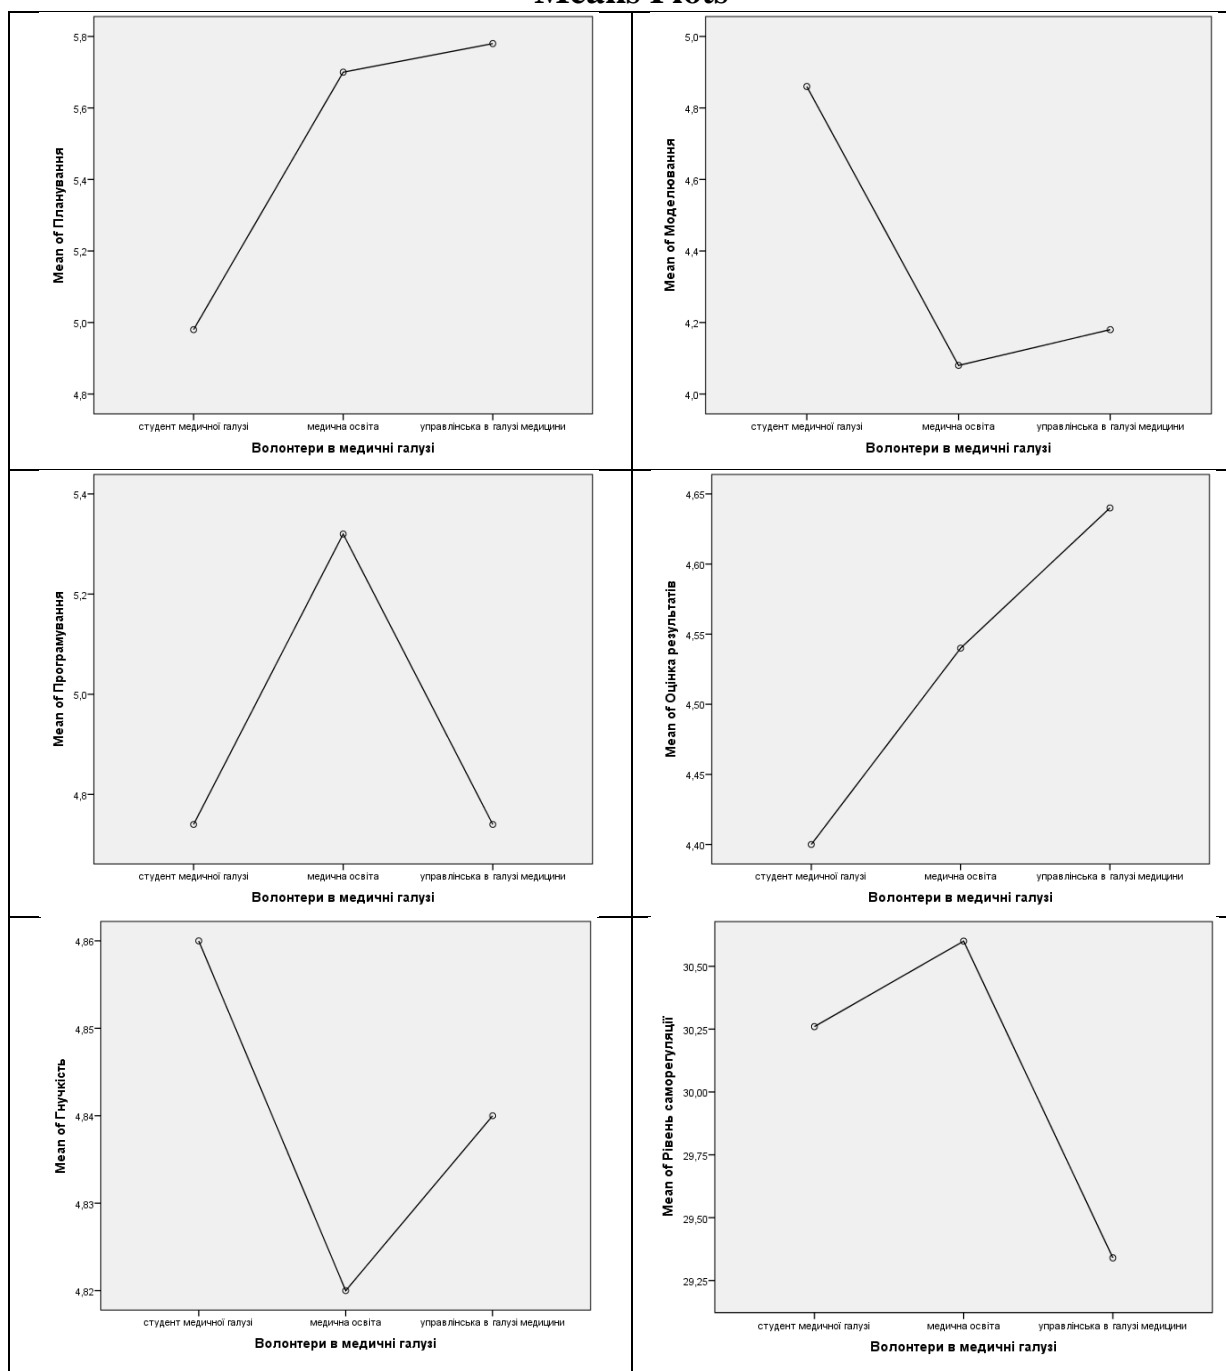 Means Plots
5,8
5,6
5,4
5,2
5,0
4,8
Mean of Планування
студент медичної галузі медична освіта управлінська в галузі медицини
Волонтери в медичні галузі
5,0
4,8
4,6
4,4
4,2
4,0
Mean of Моделювання
студент медичної галузі медична освіта управлінська в галузі медицини
Волонтери в медичні галузі
5,4
5,2
5,0
4,8
Mean of Програмування
студент медичної галузі медична освіта управлінська в галузі медицини
Волонтери в медичні галузі
4,65
4,60
4,55
4,50
4,45
4,40
Mean of Оцінка результатів
студент медичної галузі медична освіта управлінська в галузі медицини
Волонтери в медичні галузі
4,86
4,85
4,84
4,83
4,82
Mean of Гнучкість
студент медичної галузі медична освіта управлінська в галузі медицини
Волонтери в медичні галузі
30,50
30,25
30,00
29,75
29,50
29,25
Mean of Рівень саморегуляції
студент медичної галузі медична освіта управлінська в галузі медицини
Волонтери в медичні галузі